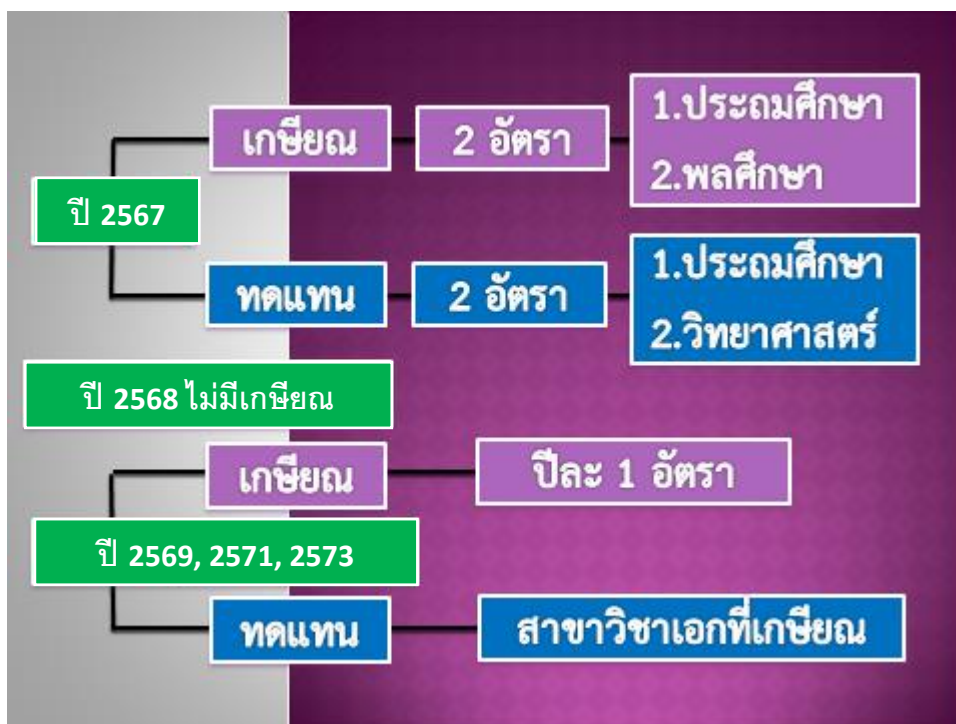 เกษียณ
2 อัตรา
1.ประถมศึกษา
2.พลศึกษา
ปี 2567
ทดแทน
2 อัตรา
1.ประถมศึกษา
2.วิทยาศาสตร์
ปี 2568 ไม่มีเกษียณ
เกษียณ
ปีละ 1 อัตรา
ปี 2569, 2571, 2573
ทดแทน
สาขาวิชาเอกที่เกษียณ